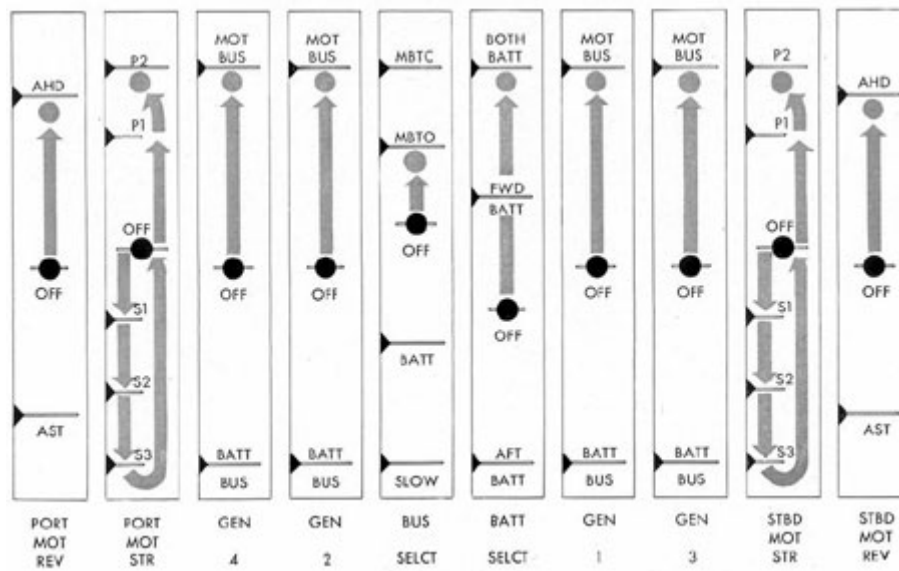 AHD
OFF
AST
PORT
MOT
REV
P2
P1
OFF
S1
S2
S3
PORT
MOT
STR
MOT
BUS
OFF
BATT
BUS
GEN
4
MOT
BUS
OFF
BATT
BUS
GEN
2
MBTC
MBTO
OFF
BATT
SLOW
BUS
SELCT
BOTH
BATT
FWD
BATT
OFF
AFT
BATT
BATT
SELCT
MOT
BUS
OFF
BATT
BUS
GEN
1
MOT
BUS
OFF
BATT
BUS
GEN
3
P2
P1
OFF
S1
S2
S3
STBD
MOT
STR
AHD
OFF
AST
STBD
MOT
REV